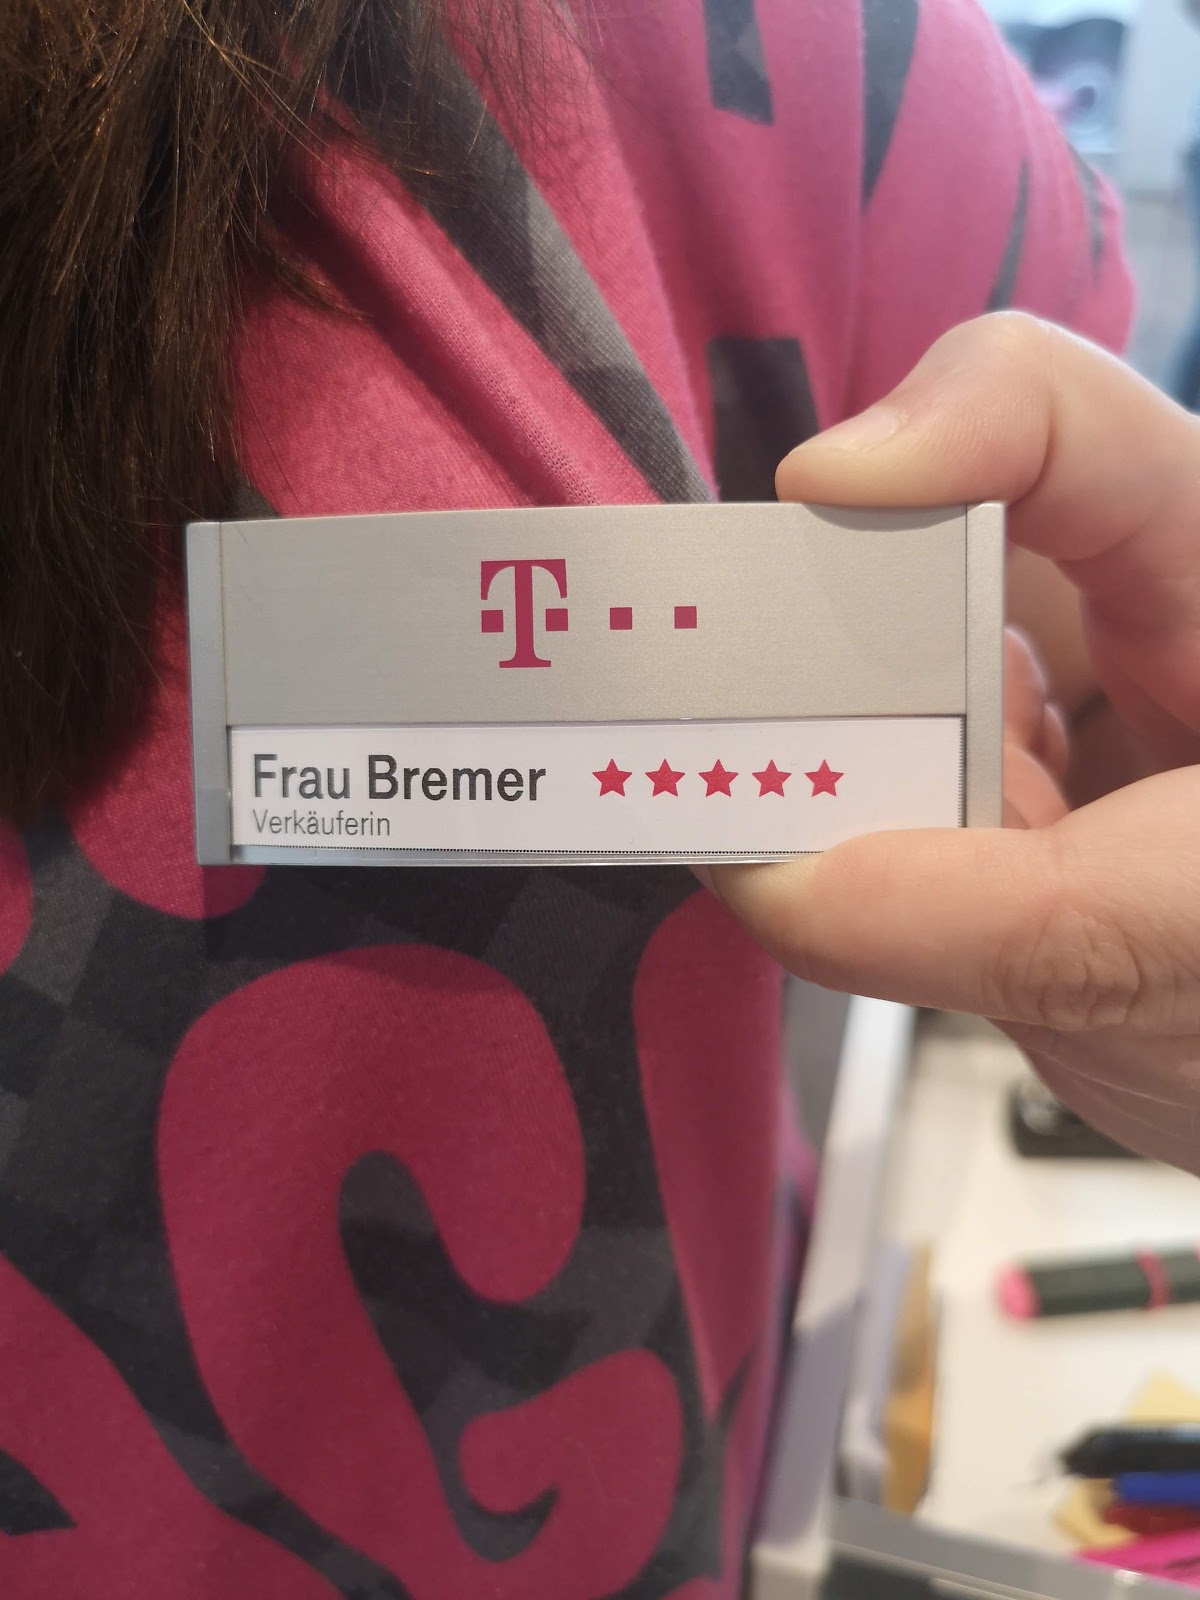 T
Frau Bremer ★★★★★
Verkäuferin